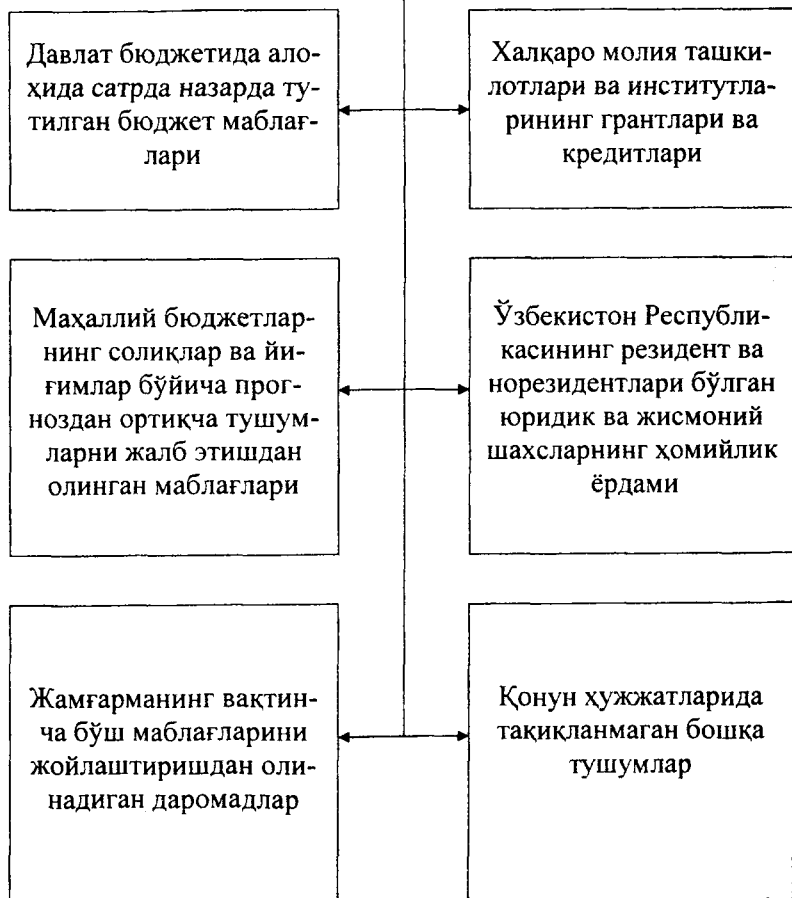 Давлат бюджетида ало-
ҳида сатрда назарда ту-
тилган бюджет маблағ-
лари
Халқаро молия ташки-
лотлари ва институтла-
рининг грантлари ва
кредитлари
Маҳаллий бюджетлар-
нинг солиқлар ва йи-
ғимлар бўйича прог-
ноздан ортиқча тушум-
ларни жалб этишдан
олинган маблағлари
Ўзбекистон Республи-
касининг резидент ва
норезидентлари бўлган
юридик ва жисмоний
шахсларнинг ҳомийлик
ёрдами
Жамғарманинг вақтин-
ча бўш маблағларини
жойлаштиришдан оли-
надиган даромадлар
Қонун ҳужжатларида
тақиқланмаган бошқа
тушумлар